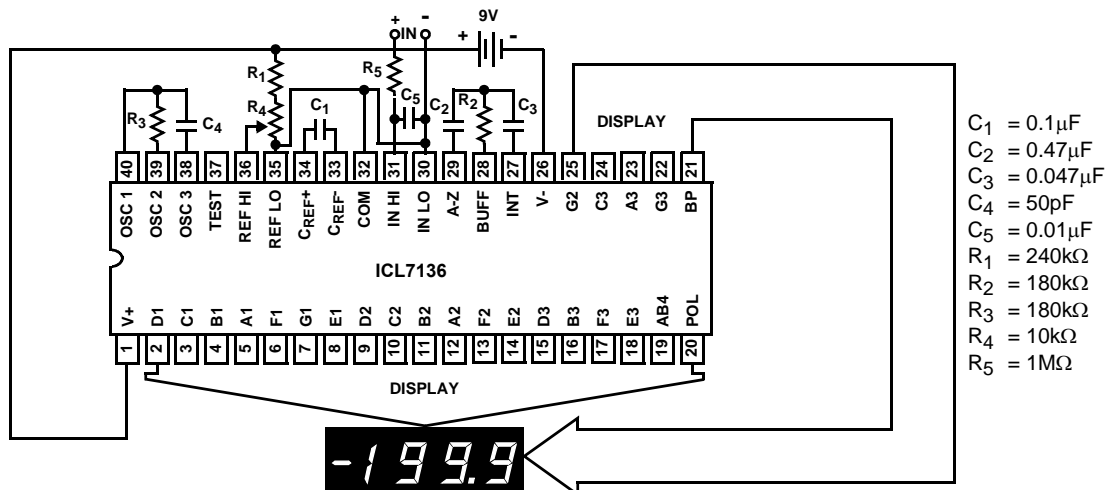 + IN -
+ 9V -
R1
R5
C5
R4
C1
C2
R2
C3
R3
C4
DISPLAY
40 39 38 37 36 35 34 33 32 31 30 29 28 27 26 25 24 23 22 21
OSC 1
OSC 2
OSC 3
TEST
REF HI
REF LO
CREF+
CREF-
COM
IN HI
IN LO
A-Z
BUFF
INT
V-
G2
C3
A3
G3
BP
ICL7136
V+
D1
C1
B1
A1
F1
G1
E1
D2
C2
B2
A2
F2
E2
D3
B3
F3
E3
AB4
POL
1 2 3 4 5 6 7 8 9 10 11 12 13 14 15 16 17 18 19 20
DISPLAY
-199.9
C1 = 0.1μF
C2 = 0.47μF
C3 = 0.047μF
C4 = 50pF
C5 = 0.01μF
R1 = 240kΩ
R2 = 180kΩ
R3 = 180kΩ
R4 = 10kΩ
R5 = 1MΩ